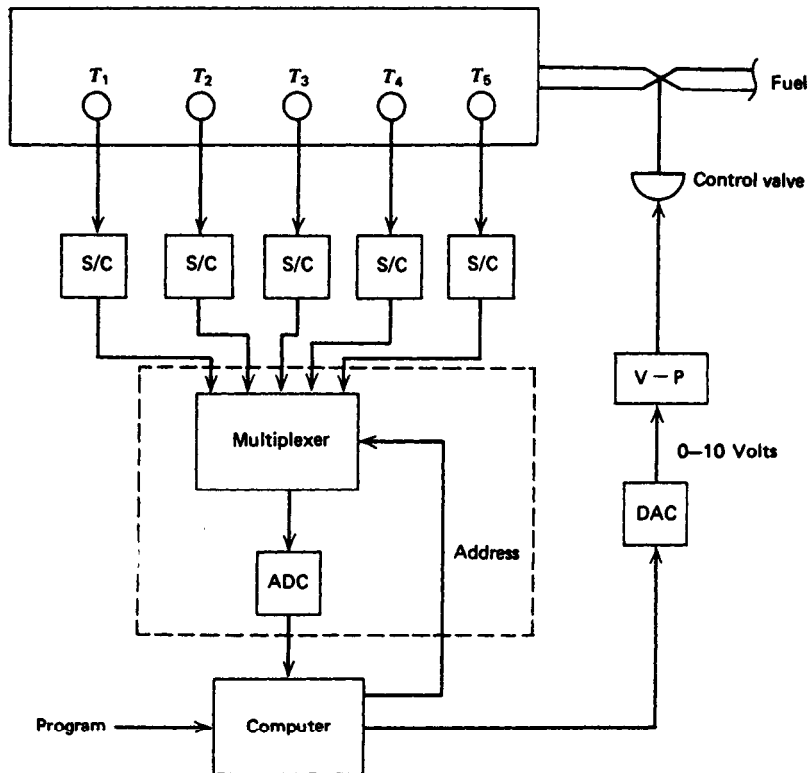 T₁ T₂ T₃ T₄ T₅
Fuel
Control valve
S/C S/C S/C S/C S/C
V – P
Multiplexer
0–10 Volts
DAC
Address
ADC
Program
Computer